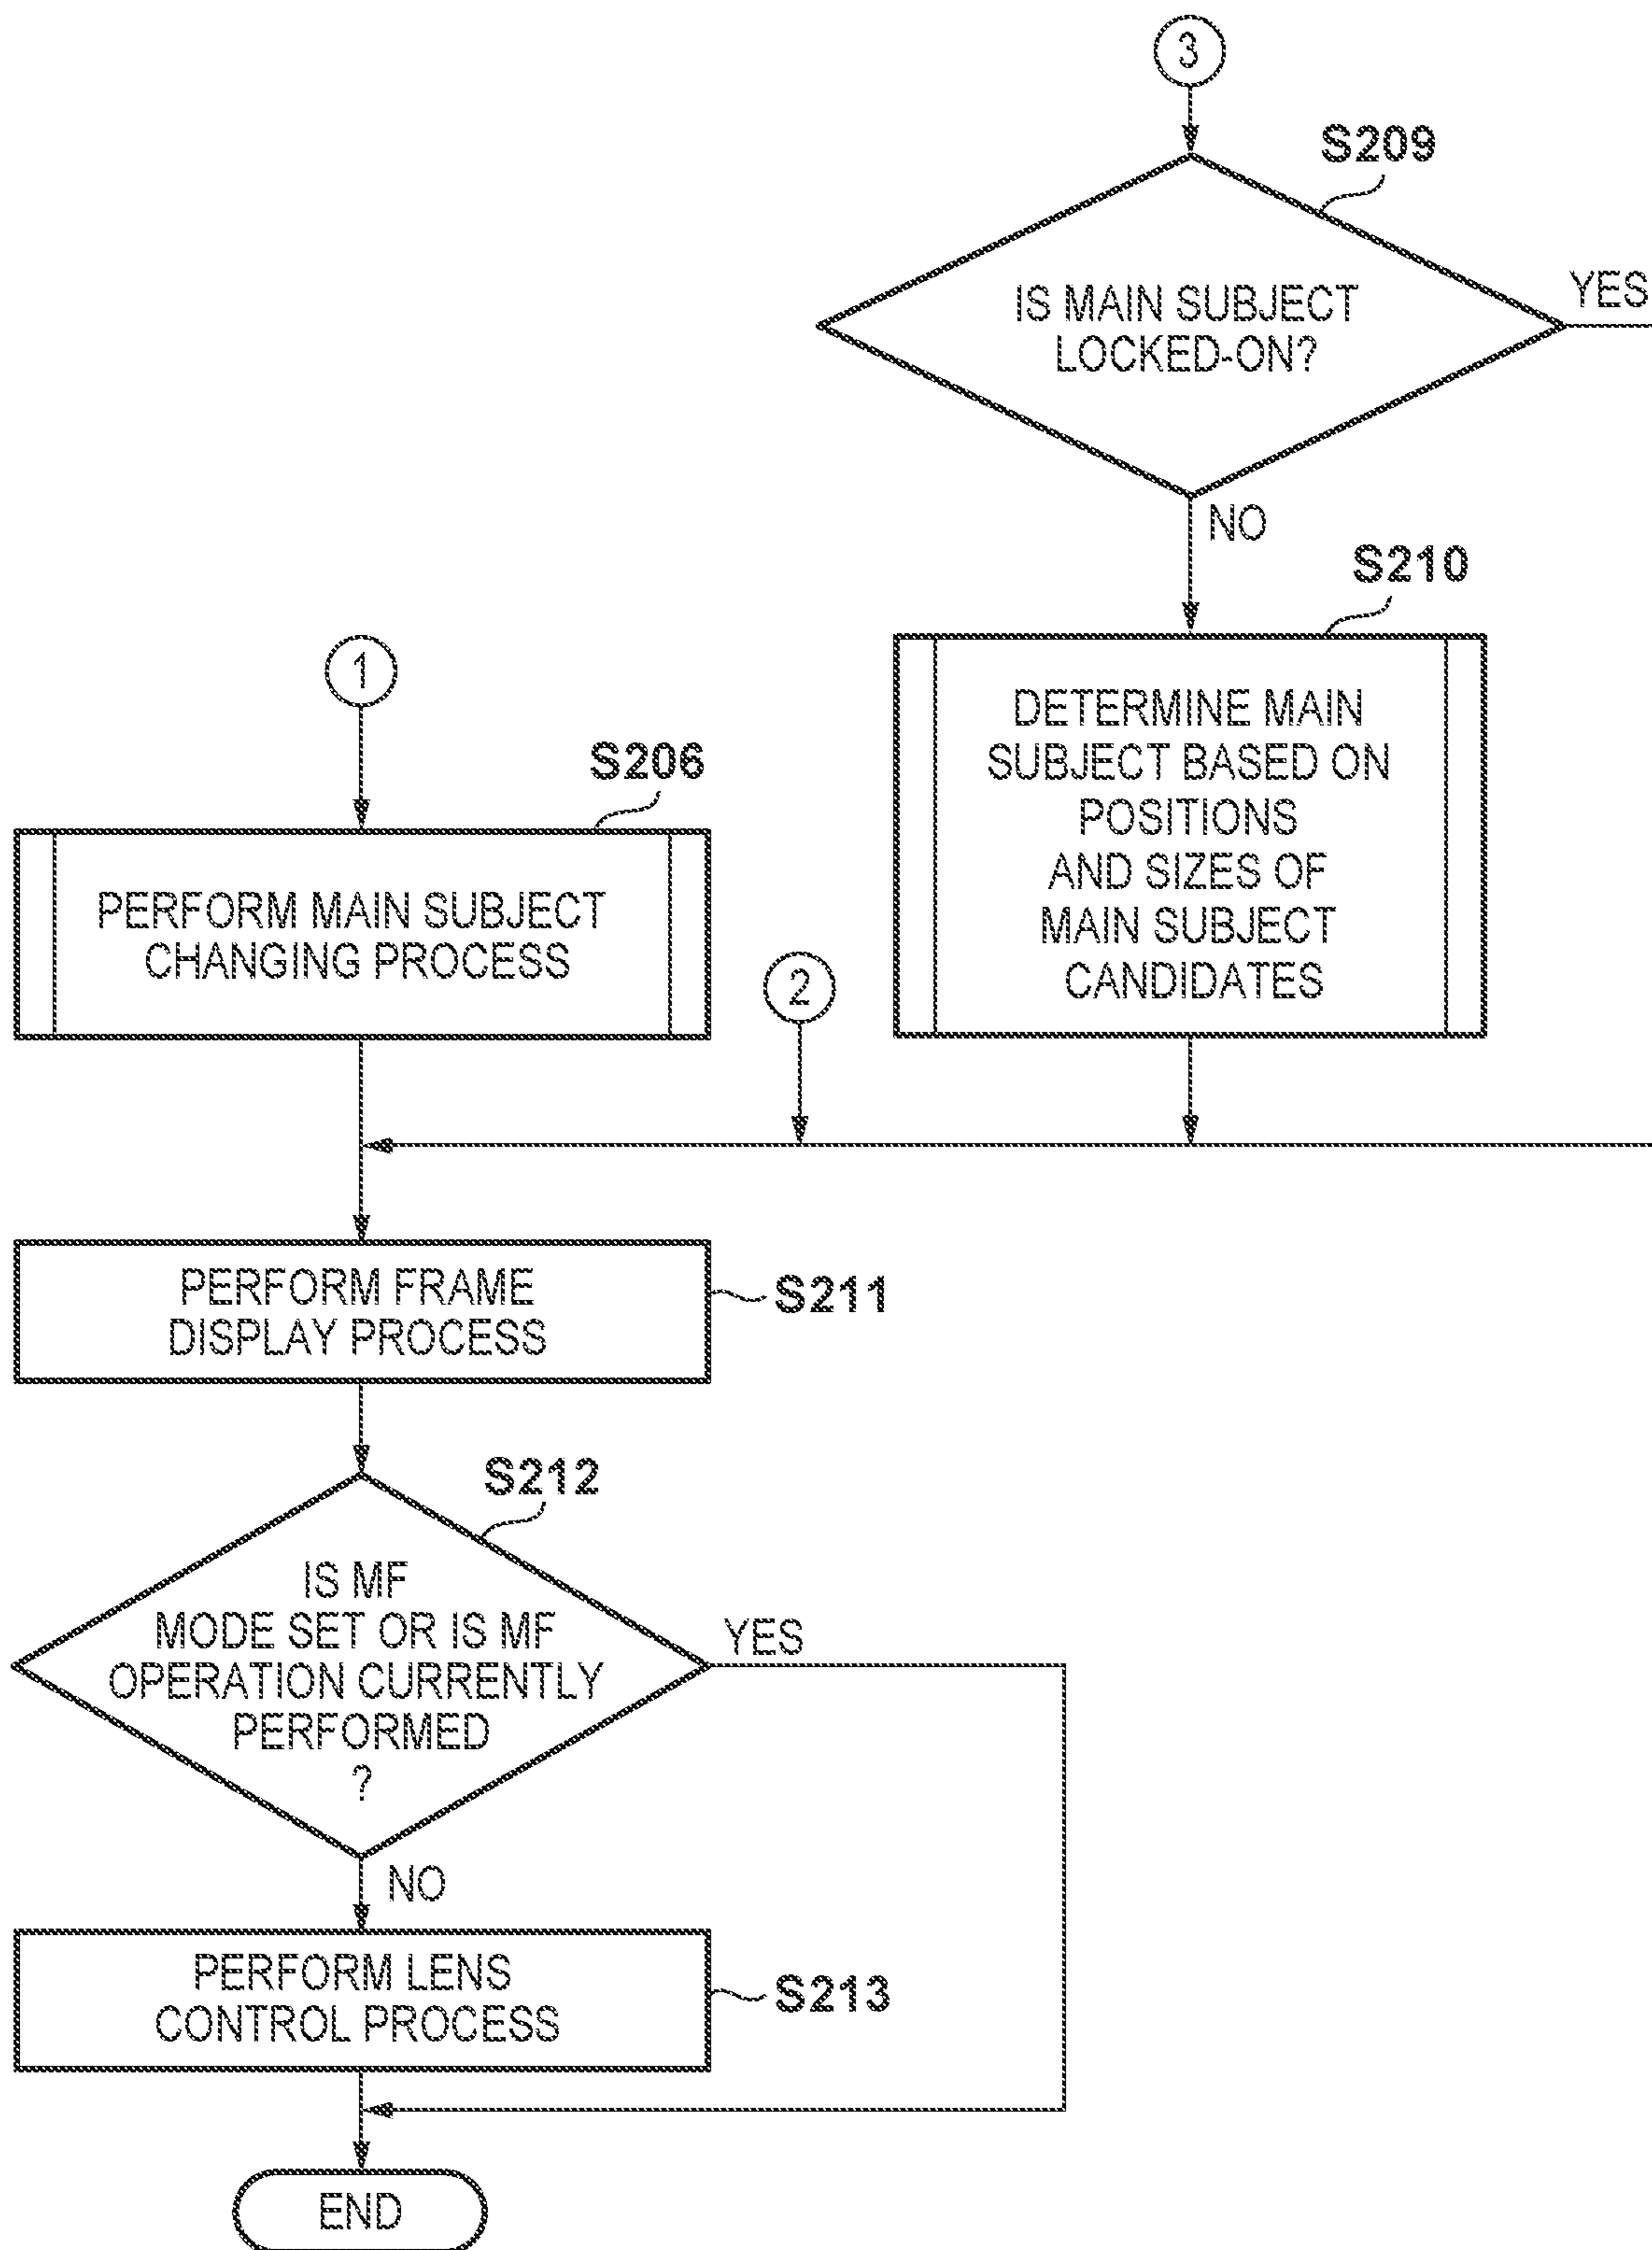 3
S209
IS MAIN SUBJECT
LOCKED-ON?
YES
NO
S210
DETERMINE MAIN
SUBJECT BASED ON
POSITIONS
AND SIZES OF
MAIN SUBJECT
CANDIDATES
1
S206
PERFORM MAIN SUBJECT
CHANGING PROCESS
2
PERFORM FRAME
DISPLAY PROCESS
S211
S212
IS MF
MODE SET OR IS MF
OPERATION CURRENTLY
PERFORMED
?
YES
NO
PERFORM LENS
CONTROL PROCESS
S213
END